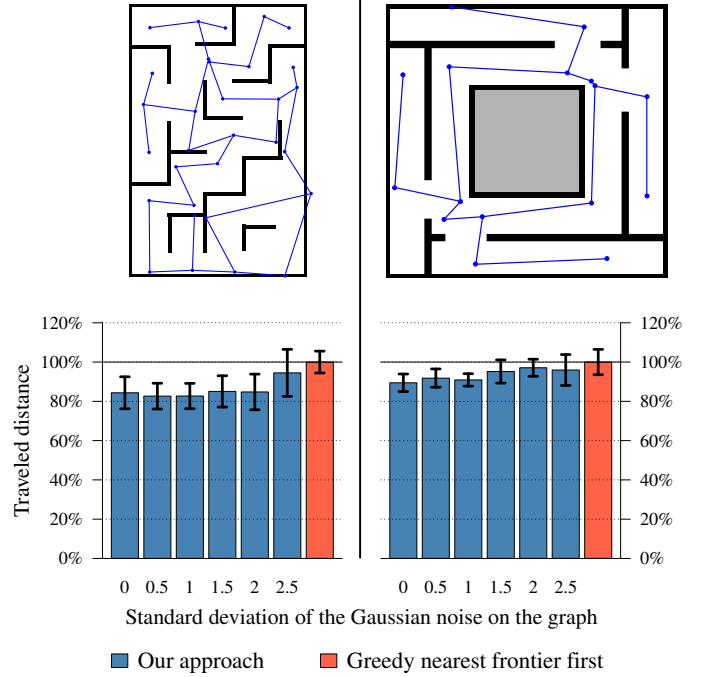 120% 120%
100% 100%
80% 80%
60% 60%
40% 40%
20% 20%
0% 0%
Traveled distance
0 0.5 1 1.5 2 2.5 0 0.5 1 1.5 2 2.5
Standard deviation of the Gaussian noise on the graph
Our approach Greedy nearest frontier first